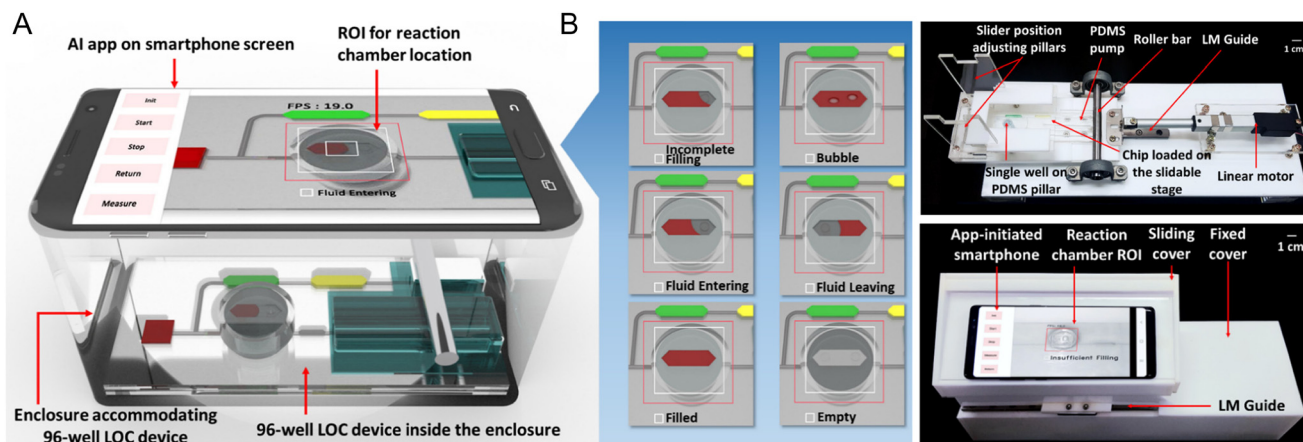 A
AI app on smartphone screen
ROI for reaction
chamber location
Init
Start
Stop
Return
Measure
FPS : 19.0
Fluid Entering
Enclosure accommodating
96-well LOC device
96-well LOC device inside the enclosure
B
Incomplete
Filling
Bubble
Fluid Entering
Fluid Leaving
Filled
Empty
Slider position
adjusting pillars
PDMS
pump
Roller bar
LM Guide
1 cm
Single well on
PDMS pillar
Chip loaded on
the slidable
stage
Linear motor
App-initiated
smartphone
Reaction
chamber ROI
Sliding
cover
Fixed
cover
1 cm
Insufficient Filling
LM Guide